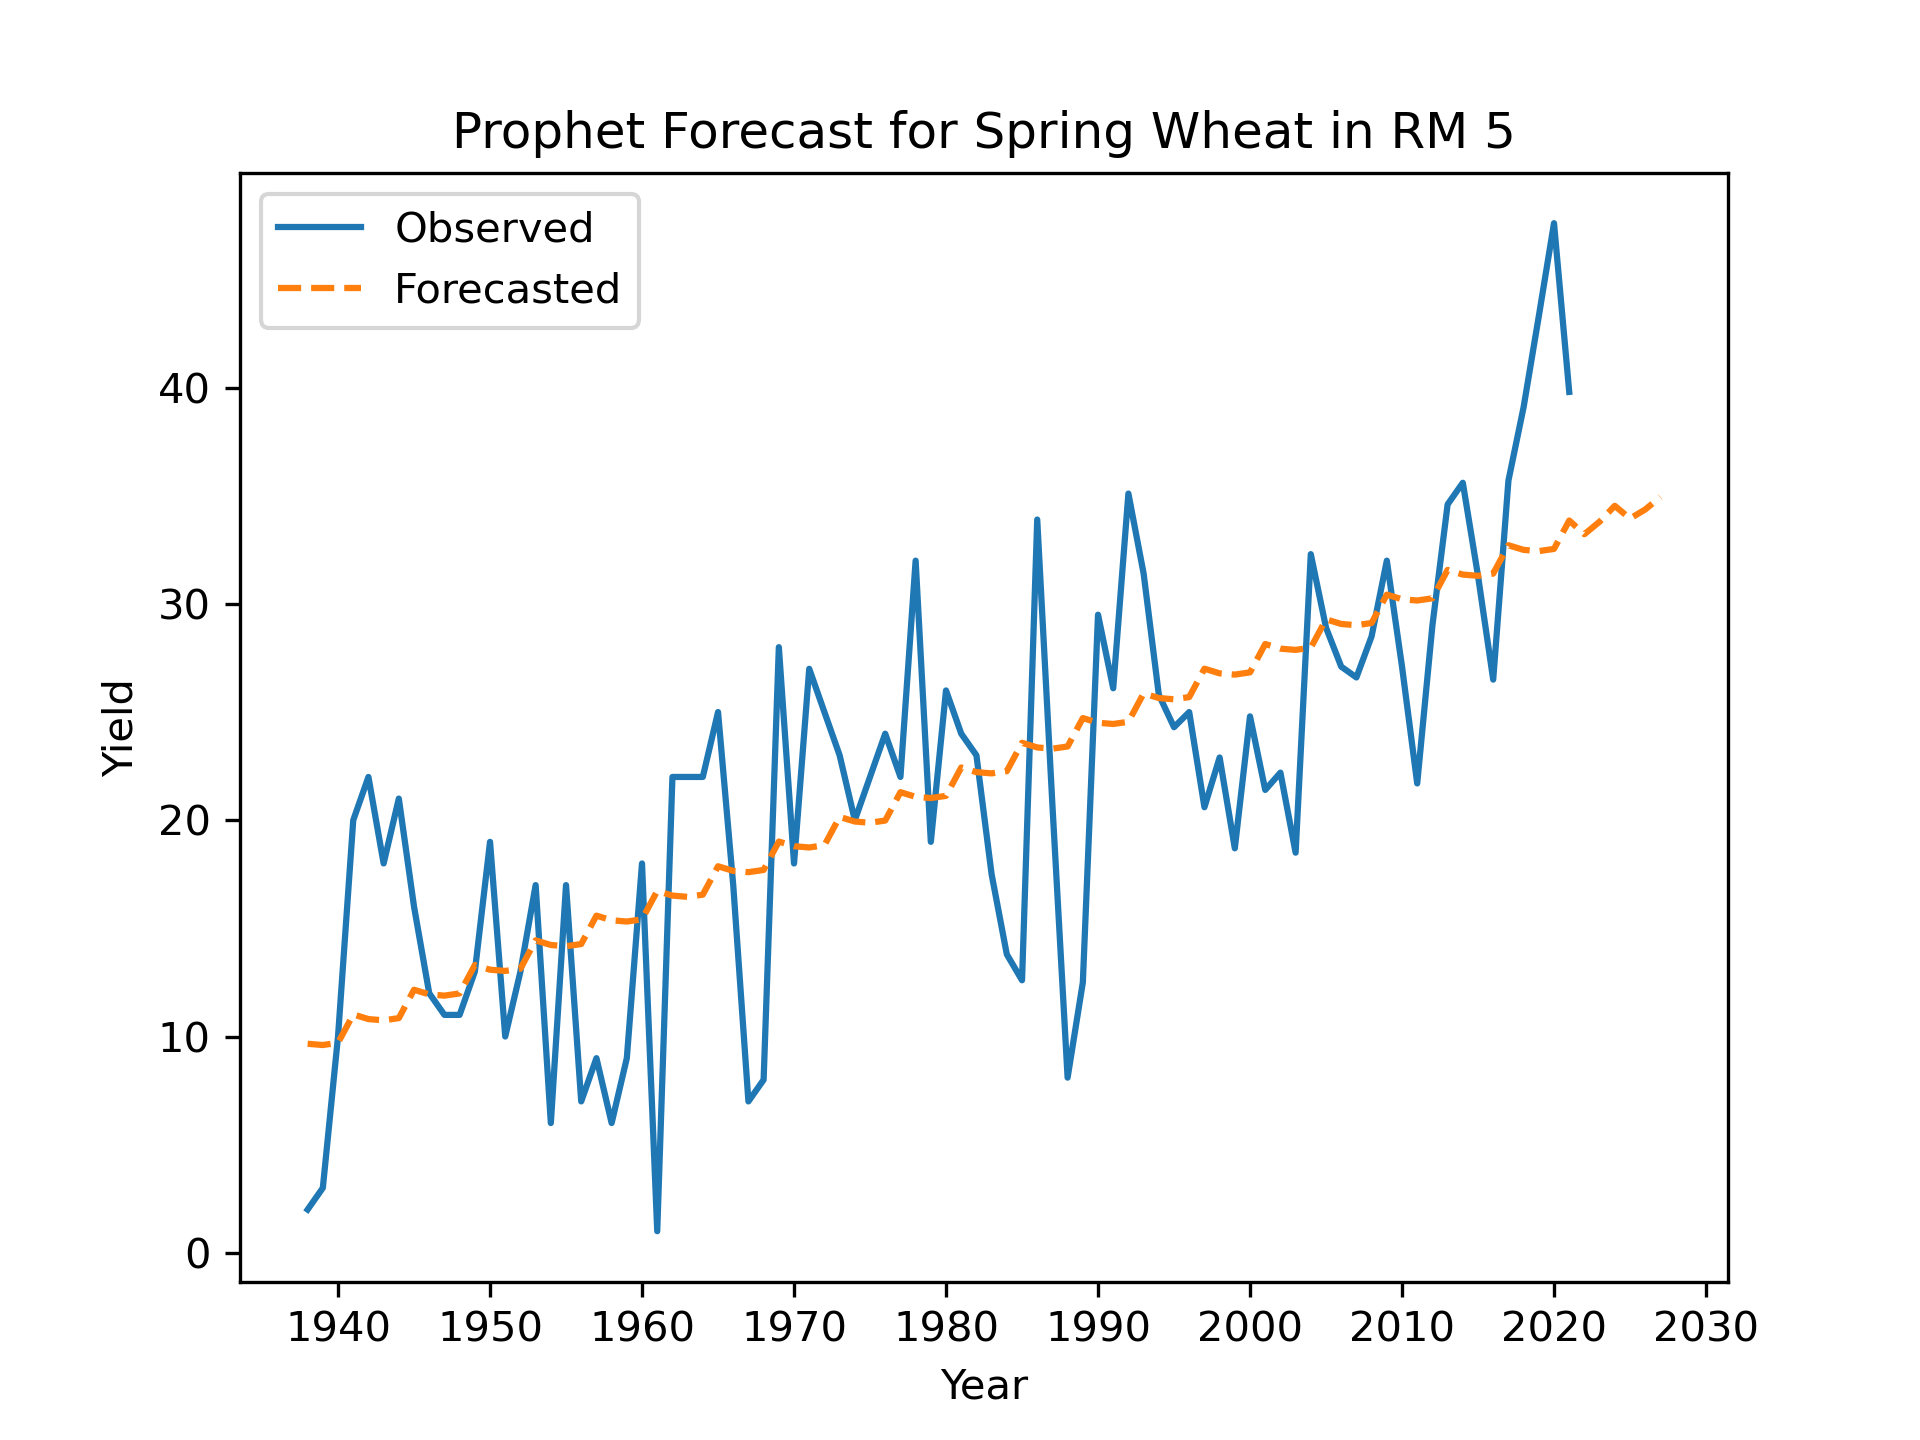 Prophet Forecast for Spring Wheat in RM 5
Observed
Forecasted
40
30
20
10
0
Yield
1940 1950 1960 1970 1980 1990 2000 2010 2020 2030
Year